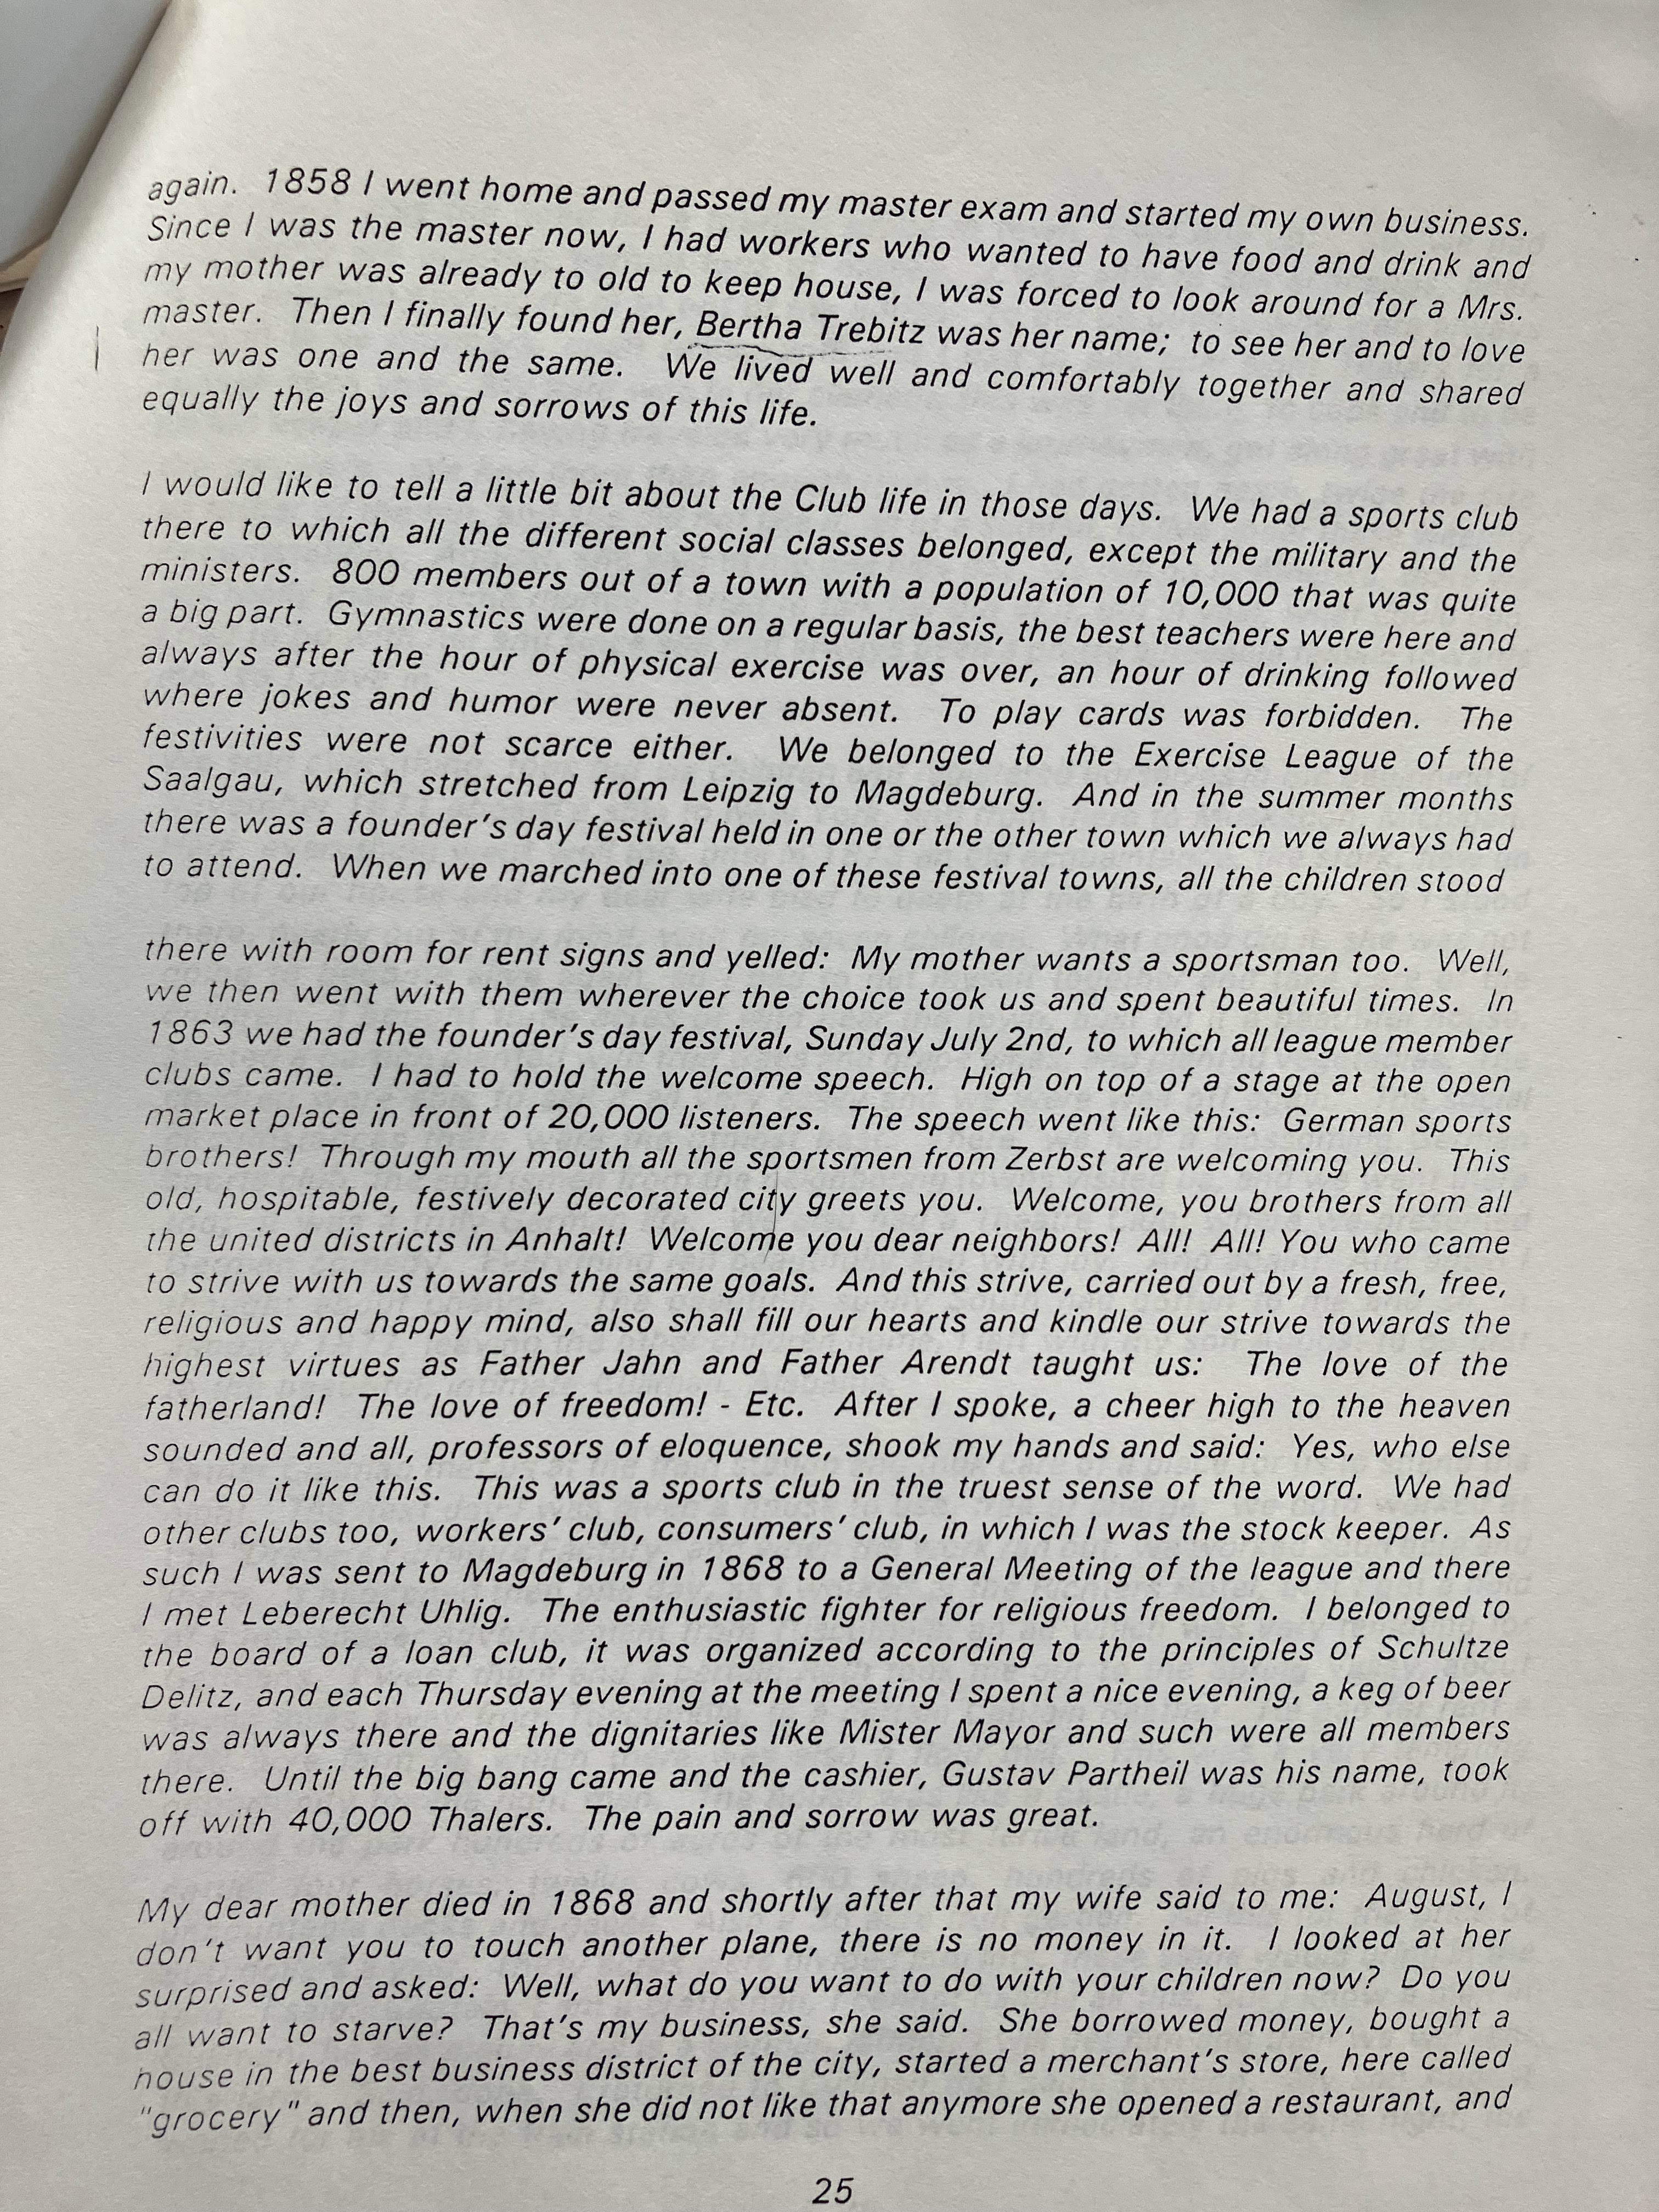 again. 1858 I went home and passed my master exam and started my own business.
Since I was the master now, I had workers who wanted to have food and drink and
my mother was already to old to keep house, I was forced to look around for a Mrs.
master. Then I finally found her, Bertha Trebitz was her name; to see her and to love
her was one and the same. We lived well and comfortably together and shared
equally the joys and sorrows of this life.
I would like to tell a little bit about the Club life in those days. We had a sports club
there to which all the different social classes belonged, except the military and the
ministers. 800 members out of a town with a population of 10,000 that was quite
a big part. Gymnastics were done on a regular basis, the best teachers were here and
always after the hour of physical exercise was over, an hour of drinking followed
where jokes and humor were never absent. To play cards was forbidden. The
festivities were not scarce either. We belonged to the Exercise League of the
Saalgau, which stretched from Leipzig to Magdeburg. And in the summer months
there was a founder's day festival held in one or the other town which we always had
to attend. When we marched into one of these festival towns, all the children stood
there with room for rent signs and yelled: My mother wants a sportsman too. Well,
we then went with them wherever the choice took us and spent beautiful times. In
1863 we had the founder's day festival, Sunday July 2nd, to which all league member
clubs came. I had to hold the welcome speech. High on top of a stage at the open
market place in front of 20,000 listeners. The speech went like this: German sports
brothers! Through my mouth all the sportsmen from Zerbst are welcoming you. This
old, hospitable, festively decorated city greets you. Welcome, you brothers from all
the united districts in Anhalt! Welcome you dear neighbors! All! All! You who came
to strive with us towards the same goals. And this strive, carried out by a fresh, free,
religious and happy mind, also shall fill our hearts and kindle our strive towards the
highest virtues as Father Jahn and Father Arendt taught us: The love of the
fatherland! The love of freedom! - Etc. After I spoke, a cheer high to the heaven
sounded and all, professors of eloquence, shook my hands and said: Yes, who else
can do it like this. This was a sports club in the truest sense of the word. We had
other clubs too, workers' club, consumers' club, in which I was the stock keeper. As
such I was sent to Magdeburg in 1868 to a General Meeting of the league and there
I met Leberecht Uhlig. The enthusiastic fighter for religious freedom. I belonged to
the board of a loan club, it was organized according to the principles of Schultze
Delitz, and each Thursday evening at the meeting I spent a nice evening, a keg of beer
was always there and the dignitaries like Mister Mayor and such were all members
there. Until the big bang came and the cashier, Gustav Partheil was his name, took
off with 40,000 Thalers. The pain and sorrow was great.
My dear mother died in 1868 and shortly after that my wife said to me: August, I
don't want you to touch another plane, there is no money in it. I looked at her
surprised and asked: Well, what do you want to do with your children now? Do you
all want to starve? That's my business, she said. She borrowed money, bought a
house in the best business district of the city, started a merchant's store, here called
"grocery" and then, when she did not like that anymore she opened a restaurant, and
25